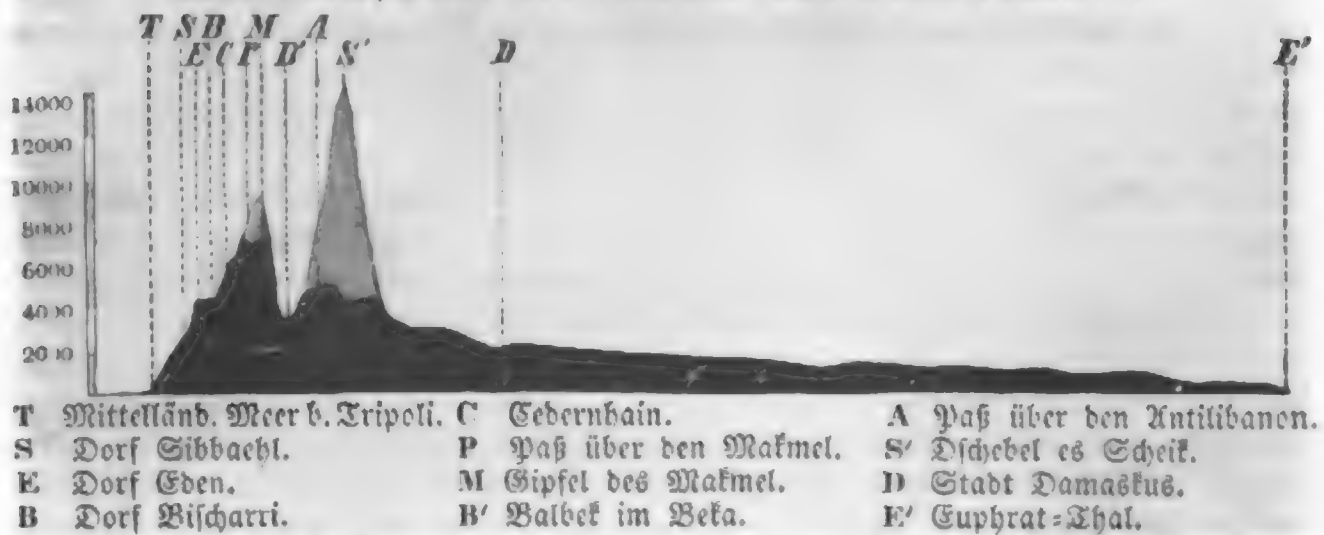 T S B M A
E C P B' S' D E'
14000
12000
10000
8000
6000
4000
2000
T Mittelländ. Meer b. Tripoli. C Cedernhain. A Paß über den Antilibanon.
S Dorf Sibbaehl. P Paß über den Makmel. S' Dschebel es Scheik.
E Dorf Eden. M Gipfel des Makmel. D Stadt Damaskus.
B Dorf Bischarri. B' Balbek im Beka. E' Euphrat=Thal.